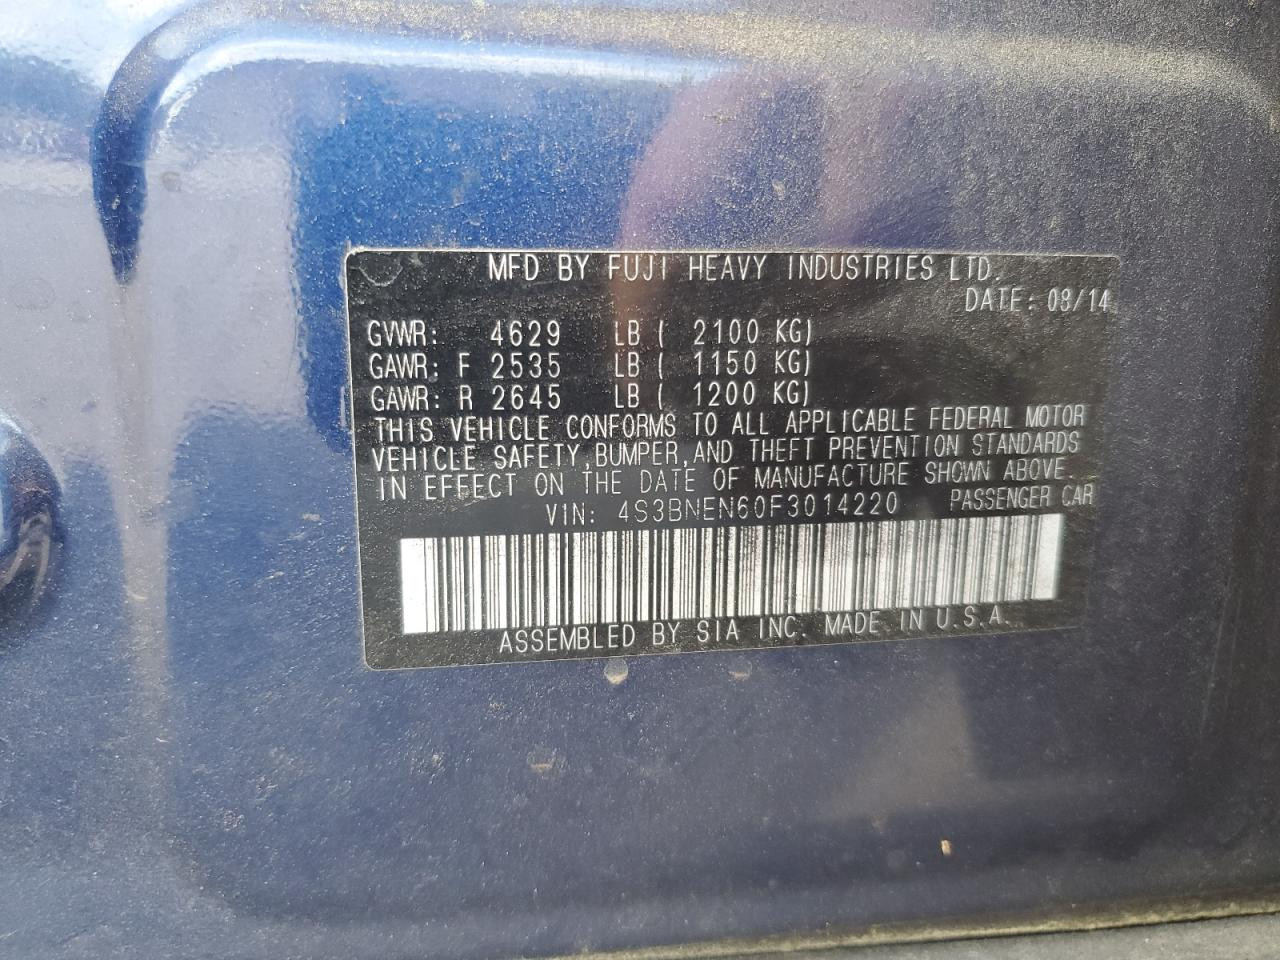 MFD BY FUJI HEAVY INDUSTRIES LTD.
DATE: 08/14
GVWR: 4629 LB ( 2100 KG)
GAWR: F 2535 LB ( 1150 KG)
GAWR: R 2645 LB ( 1200 KG)
THIS VEHICLE CONFORMS TO ALL APPLICABLE FEDERAL MOTOR
VEHICLE SAFETY,BUMPER,AND THEFT PREVENTION STANDARDS
IN EFFECT ON THE DATE OF MANUFACTURE SHOWN ABOVE.
VIN: 4S3BNEN60F3014220 PASSENGER CAR
ASSEMBLED BY SIA INC. MADE IN U.S.A.